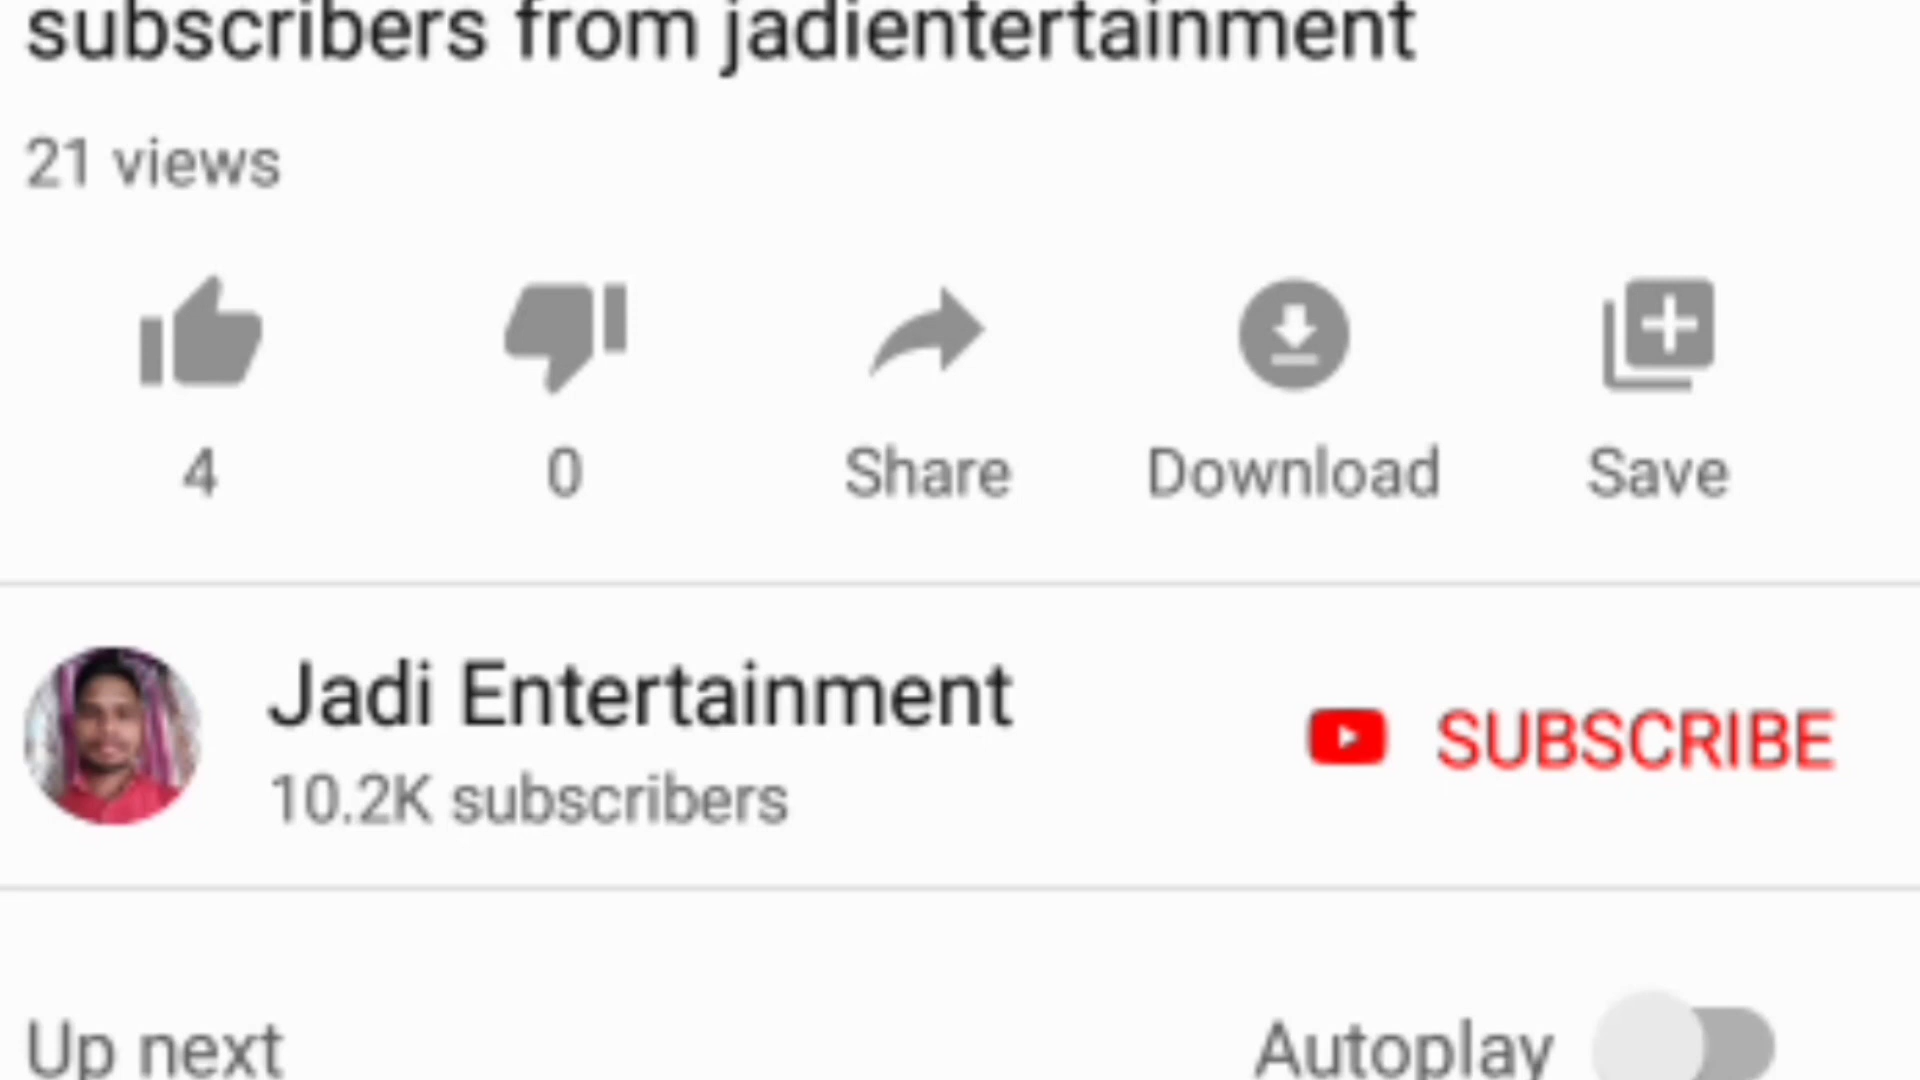 subscribers from jadientertainment
21 views
4 0 Share Download Save
Jadi Entertainment
SUBSCRIBE
10.2K subscribers
Up next Autoplay